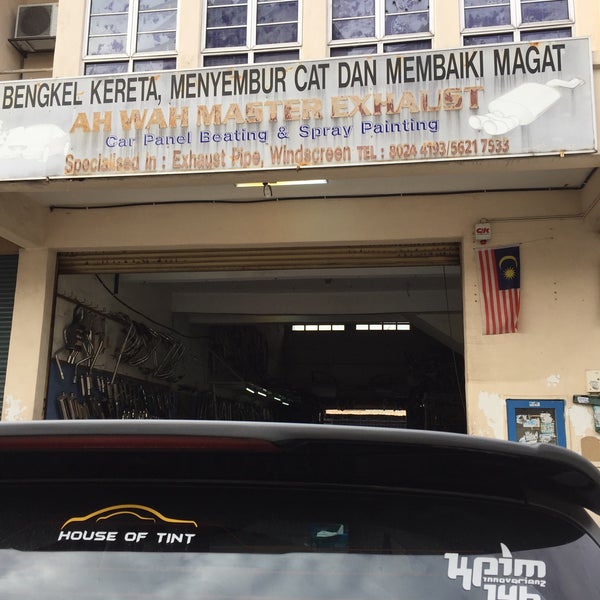 BENGKEL KERETA, MENYEMBUR CAT DAN MEMBAIKI MAGAT
AH WAH MASTER EXHAUST
Car Panel Beating & Spray Painting
Specialised in : Exhaust Pipe, Windscreen TEL : 8024 4193/5621 7533
HOUSE OF TINT